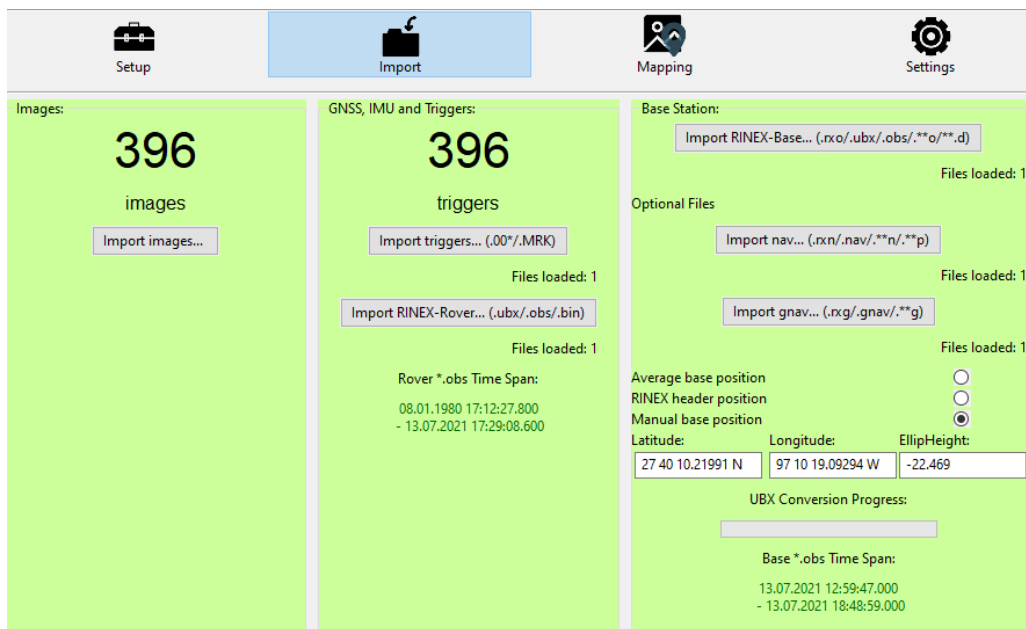 Setup
Import
Mapping
Settings
Images:
396
images
Import images...
GNSS, IMU and Triggers:
396
triggers
Import triggers... (.00*/.MRK)
Files loaded: 1
Import RINEX-Rover... (.ubx/.obs/.bin)
Files loaded: 1
Rover *.obs Time Span:
08.01.1980 17:12:27.800
- 13.07.2021 17:29:08.600
Base Station:
Import RINEX-Base... (.rxo/.ubx/.obs/.**o/**.d)
Files loaded: 1
Optional Files
Import nav... (.rxn/.nav/.**n/.**p)
Files loaded: 1
Import gnav... (.rxg/.gnav/.**g)
Files loaded: 1
Average base position
RINEX header position
Manual base position
Latitude: Longitude: EllipHeight:
27 40 10.21991 N 97 10 19.09294 W -22.469
UBX Conversion Progress:
Base *.obs Time Span:
13.07.2021 12:59:47.000
- 13.07.2021 18:48:59.000